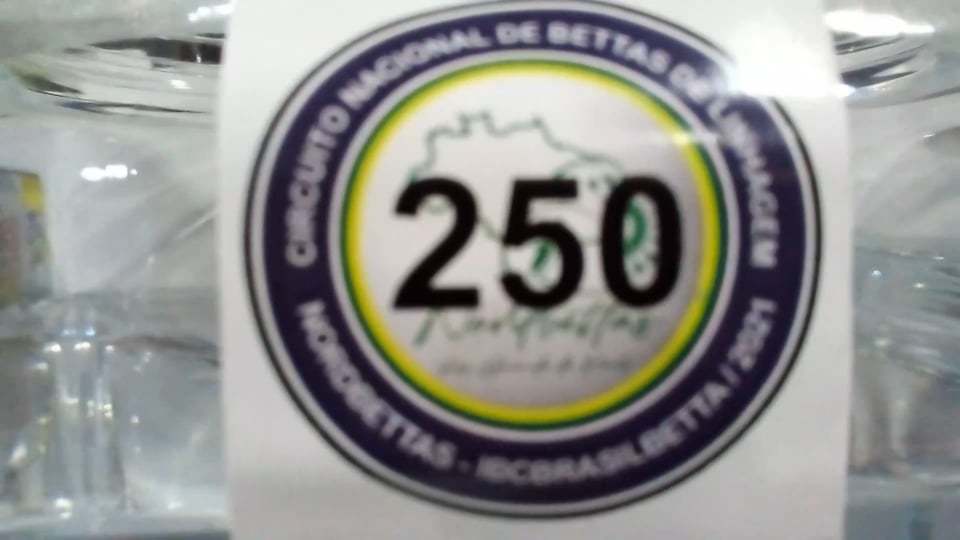 CIRCUITO NACIONAL DE BETTAS DE LINHAGEM
250
NORDBETTAS - IBCBRASILBETTA / 2021